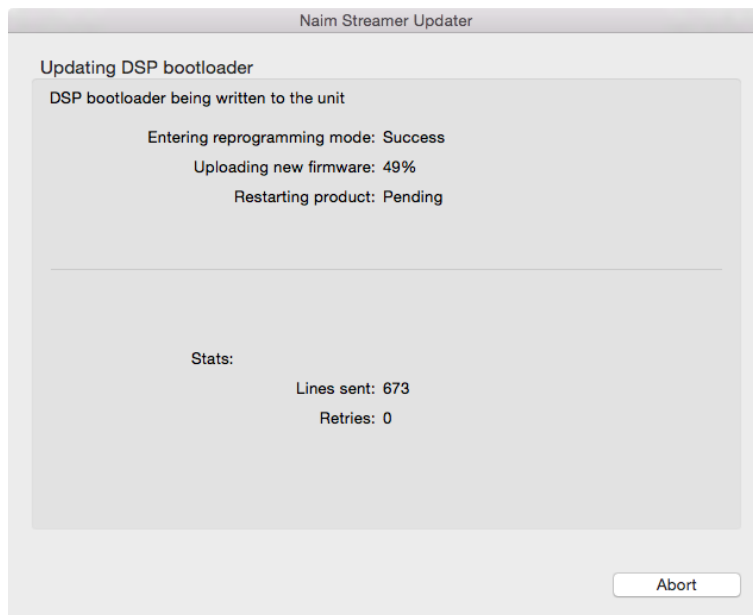 Naim Streamer Updater
Updating DSP bootloader
DSP bootloader being written to the unit
Entering reprogramming mode: Success
Uploading new firmware: 49%
Restarting product: Pending
Stats:
Lines sent: 673
Retries: 0
Abort